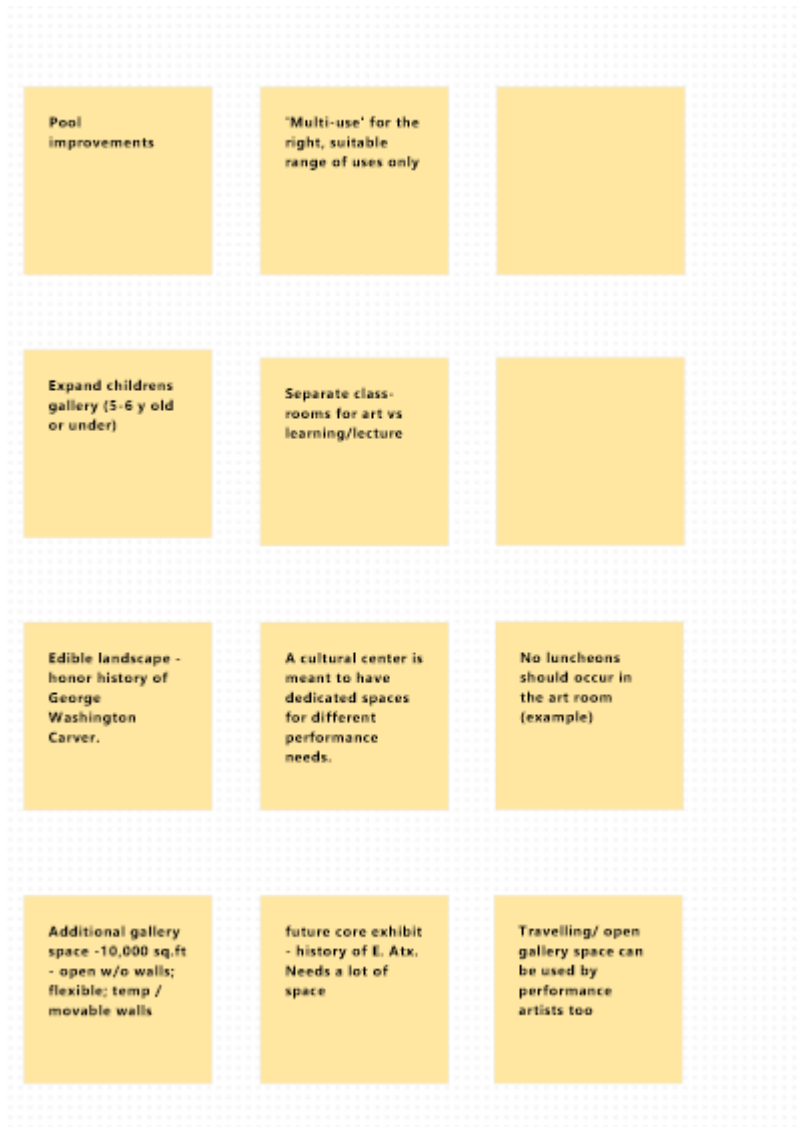 Pool
improvements
'Multi-use' for the
right, suitable
range of uses only
Expand childrens
gallery (5-6 y old
or under)
Separate class-
rooms for art vs
learning/lecture
Edible landscape -
honor history of
George
Washington
Carver.
A cultural center is
meant to have
dedicated spaces
for different
performance
needs.
No luncheons
should occur in
the art room
(example)
Additional gallery
space -10,000 sq.ft
- open w/o walls;
flexible; temp /
movable walls
future core exhibit
- history of E. Atx.
Needs a lot of
space
Travelling/ open
gallery space can
be used by
performance
artists too